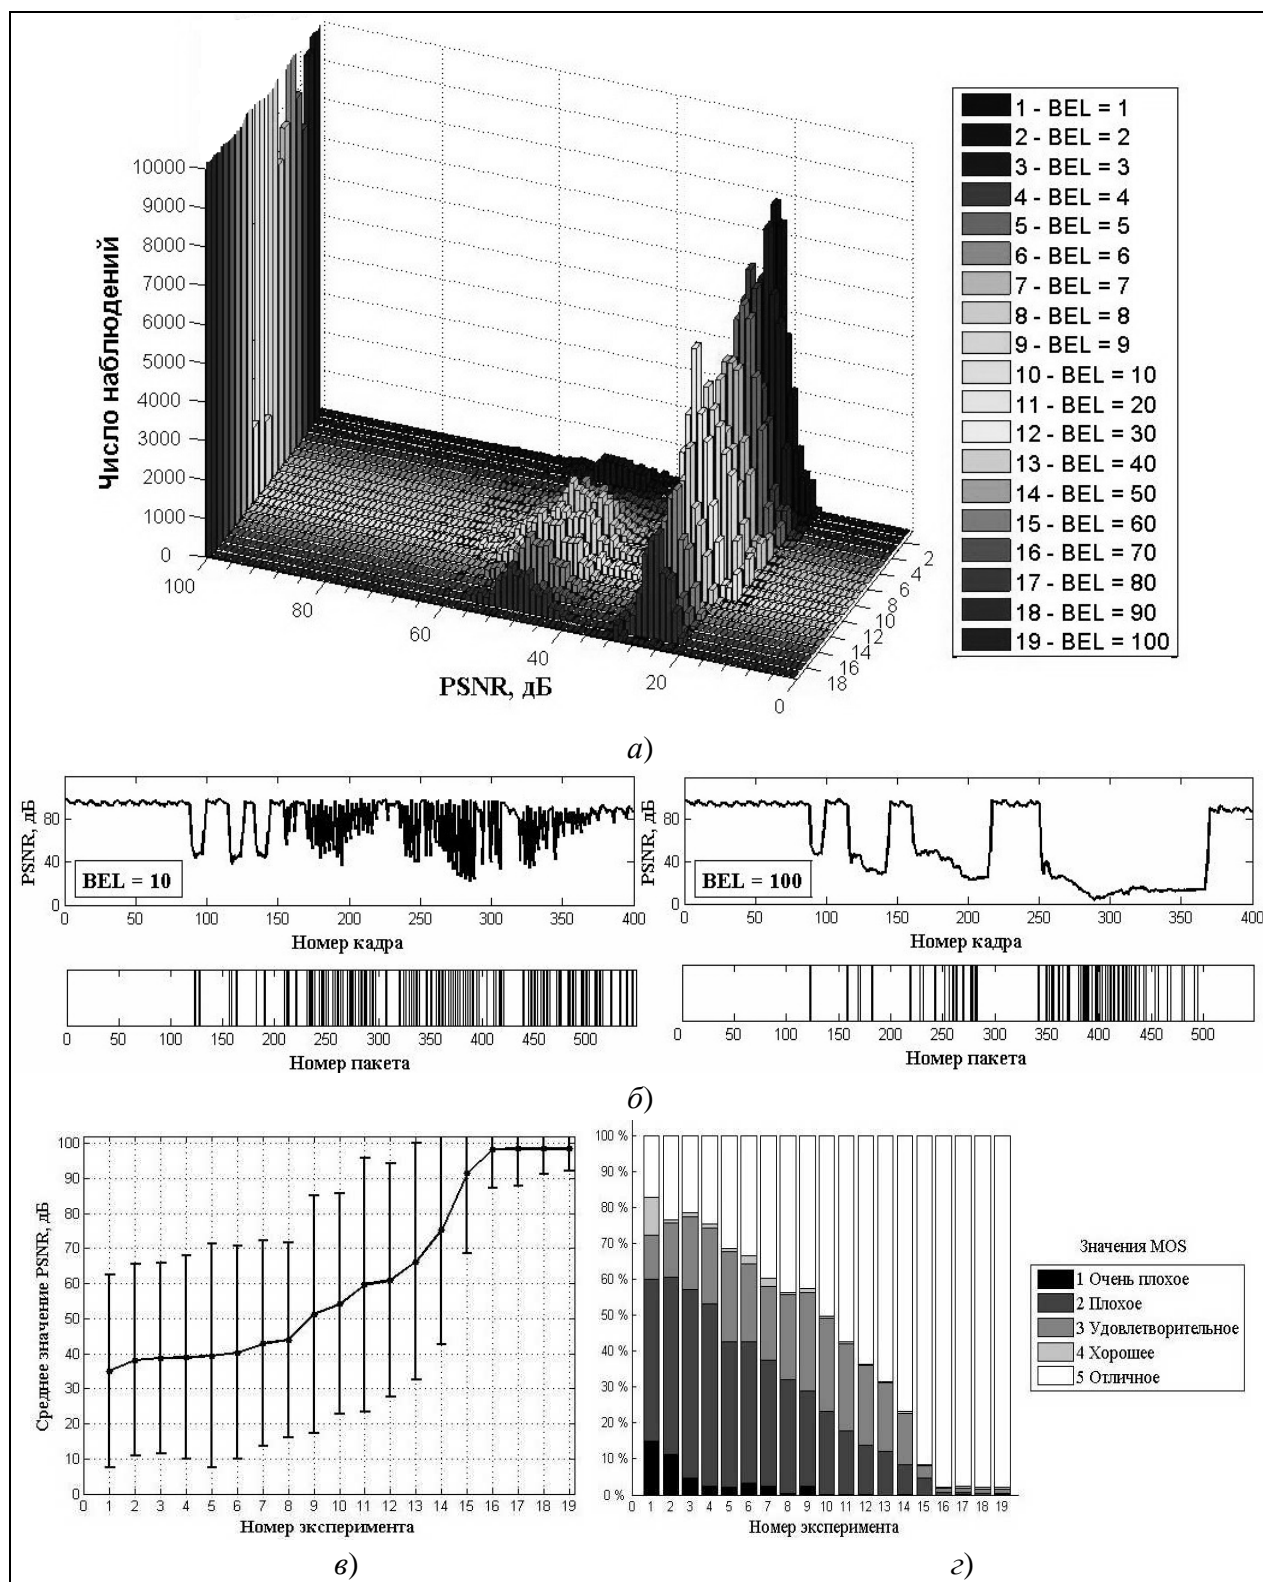 Число наблюдений
10000
9000
8000
7000
6000
5000
4000
3000
2000
1000
0
100
80
60
40
20
0
2
4
6
8
10
12
14
16
18
PSNR, дБ
1 - BEL = 1
2 - BEL = 2
3 - BEL = 3
4 - BEL = 4
5 - BEL = 5
6 - BEL = 6
7 - BEL = 7
8 - BEL = 8
9 - BEL = 9
10 - BEL = 10
11 - BEL = 20
12 - BEL = 30
13 - BEL = 40
14 - BEL = 50
15 - BEL = 60
16 - BEL = 70
17 - BEL = 80
18 - BEL = 90
19 - BEL = 100
а)
PSNR, дБ
80
40
0
BEL = 10
0 50 100 150 200 250 300 350 400
Номер кадра
0 50 100 150 200 250 300 350 400 450 500
Номер пакета
PSNR, дБ
80
40
0
BEL = 100
0 50 100 150 200 250 300 350 400
Номер кадра
0 50 100 150 200 250 300 350 400 450 500
Номер пакета
б)
Среднее значение PSNR, дБ
100
90
80
70
60
50
40
30
20
10
0
0 1 2 3 4 5 6 7 8 9 10 11 12 13 14 15 16 17 18 19
Номер эксперимента
в)
100 %
90 %
80 %
70 %
60 %
50 %
40 %
30 %
20 %
10 %
0 %
0 1 2 3 4 5 6 7 8 9 10 11 12 13 14 15 16 17 18 19
Номер эксперимента
Значения MOS
1 Очень плохое
2 Плохое
3 Удовлетворительное
4 Хорошее
5 Отличное
г)